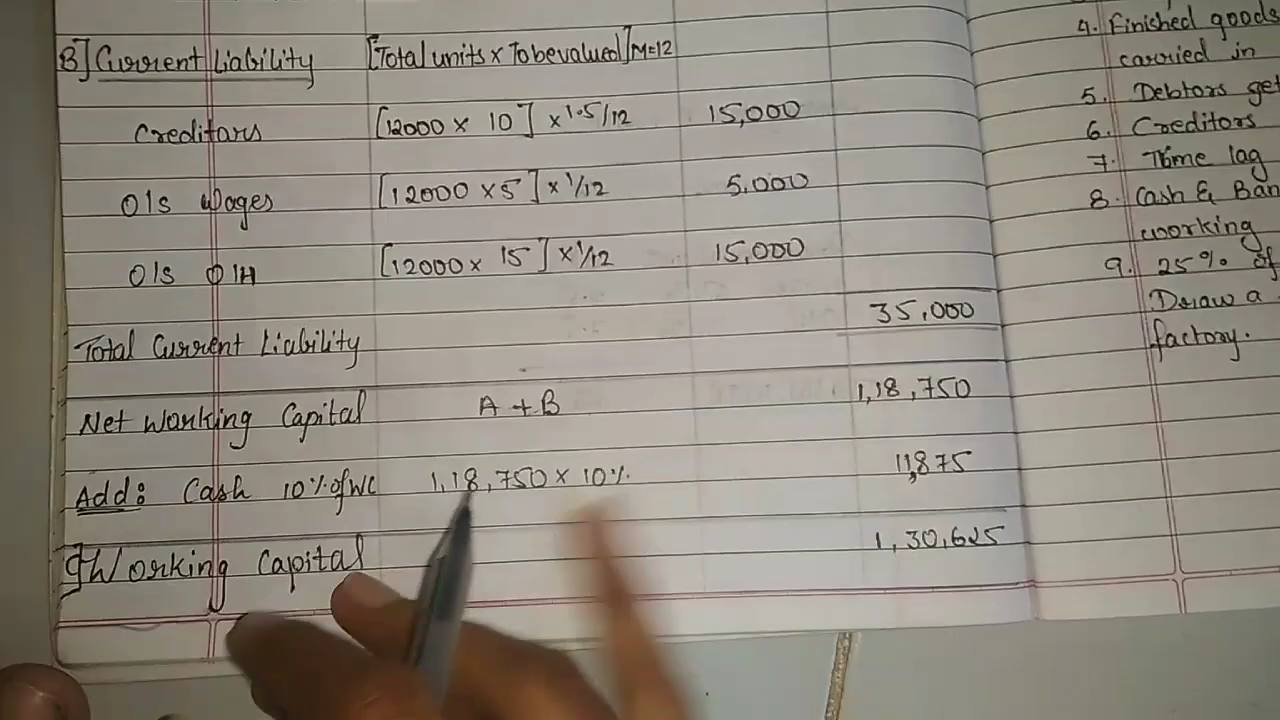 B] Current Liability [Total units x To be valued] M=12
Creditars [12000 x 10] x 1.5/12 15,000
O/s Wages [12000 x 5] x 1/12 5,000
O/s O/H [12000 x 15] x 1/12 15,000
35,000
Total Current Liability
Net Working Capital A + B 1,18,750
Add: Cash 10% of WC 1,18,750 x 10% 11,875
Working Capital 1,30,625
4. Finished goods
carried in
5. Debtors get
6. Creditors
7. Time lag
8. Cash & Ban
working
9. 25% of
Draw a
factory.